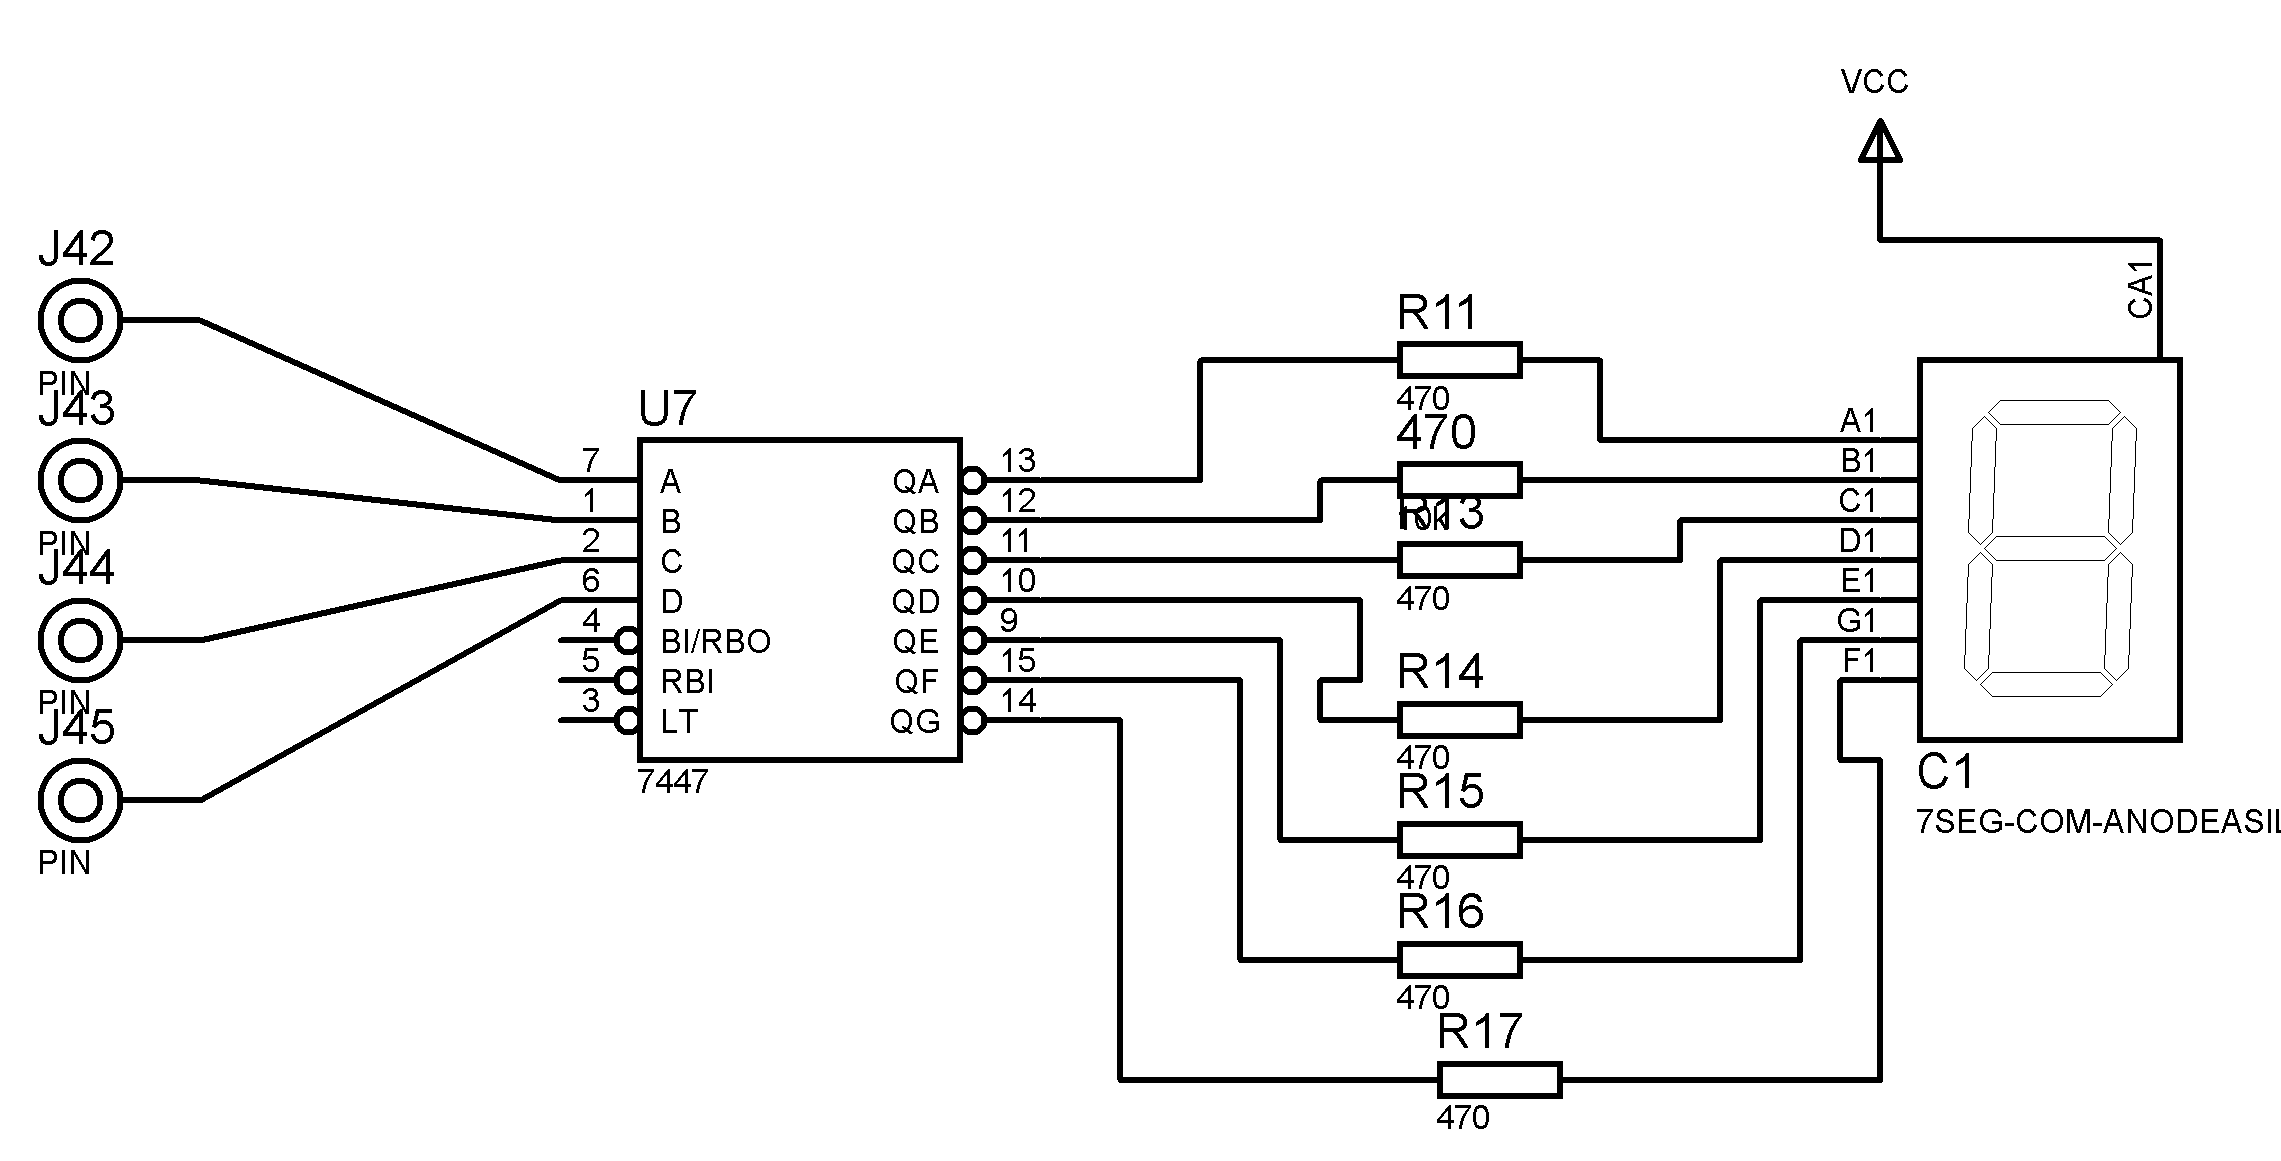 VCC
CA1
J42
PIN
J43
PIN
J44
PIN
J45
PIN
U7
7 A
1 B
2 C
6 D
4 BI/RBO
5 RBI
3 LT
QA 13
QB 12
QC 11
QD 10
QE 9
QF 15
QG 14
7447
R11
470
470
10k
R13
470
R14
470
R15
470
R16
470
R17
470
A1
B1
C1
D1
E1
G1
F1
C1
7SEG-COM-ANODEASIL